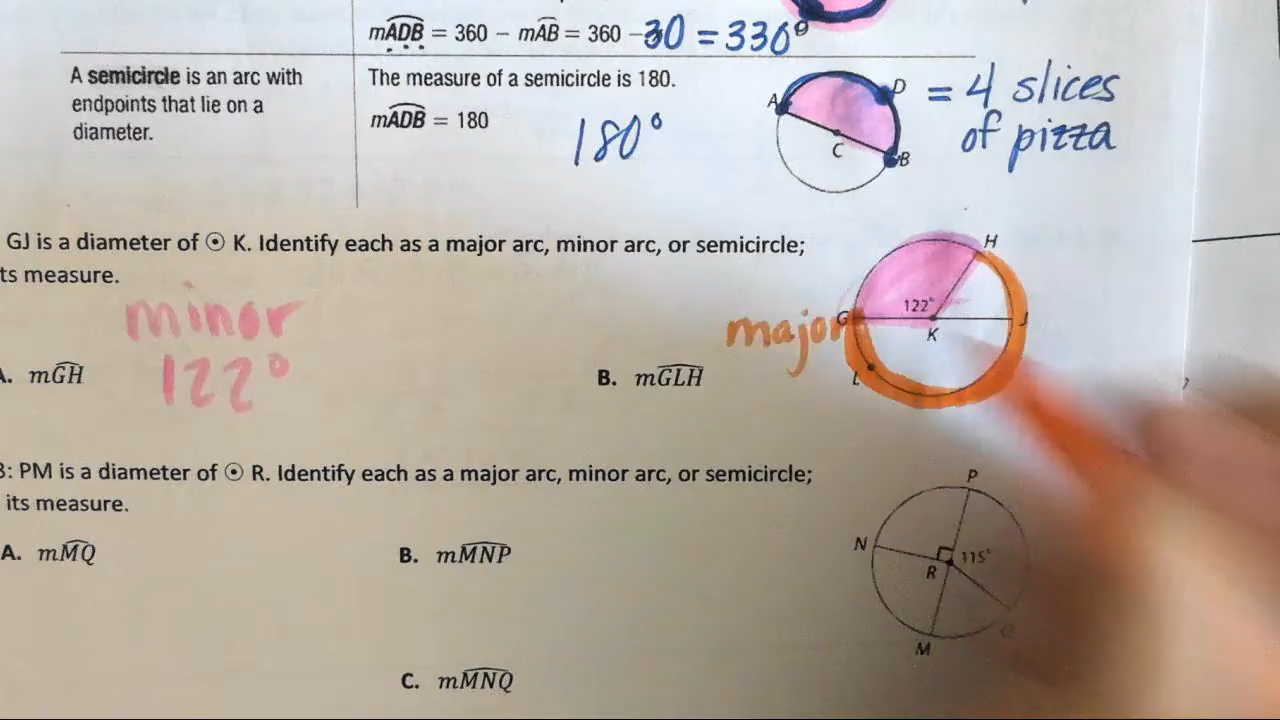 mADB = 360 − mAB = 360 − 30 = 330°
A semicircle is an arc with
endpoints that lie on a
diameter.
The measure of a semicircle is 180.
mADB = 180
180°
A
D
C
B
= 4 slices
of pizza
GJ is a diameter of ⊙ K. Identify each as a major arc, minor arc, or semicircle;
ts measure.
H
122°
G
J
K
L
minor
122°
major
. mGH
B. mGLH
3: PM is a diameter of ⊙ R. Identify each as a major arc, minor arc, or semicircle;
its measure.
P
N
115°
R
Q
M
A. mMQ
B. mMNP
C. mMNQ